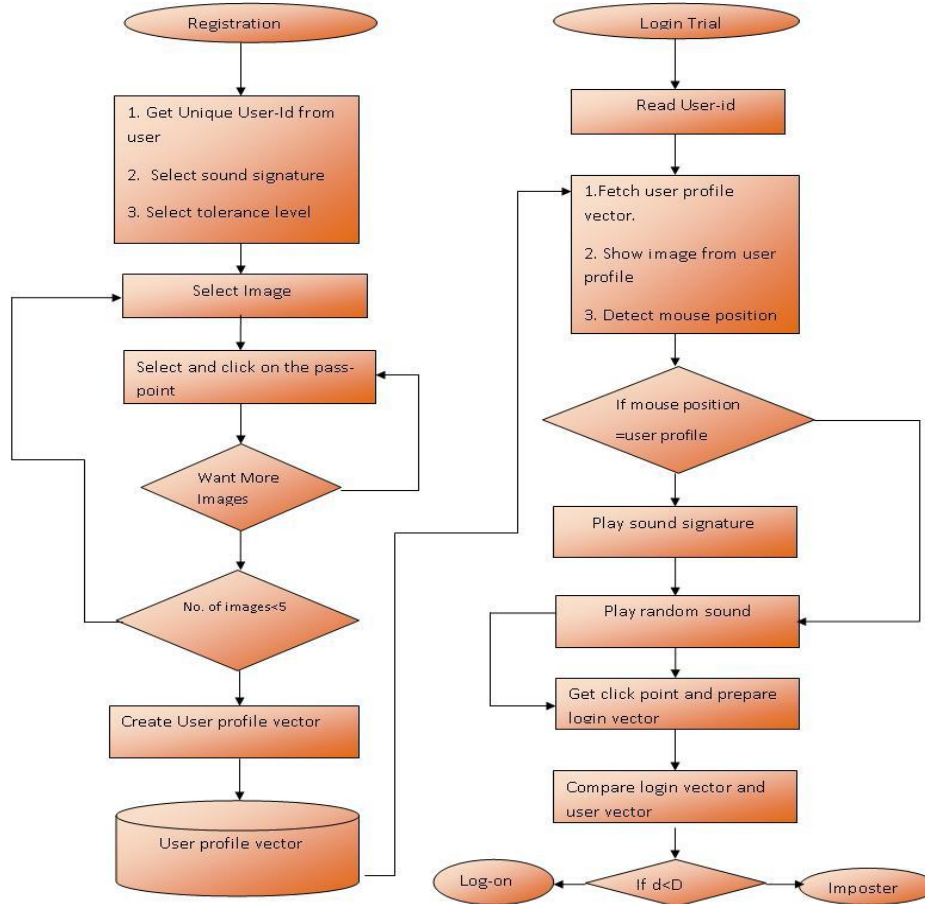 Registration
1. Get Unique User-Id from
user
2. Select sound signature
3. Select tolerance level
Select Image
Select and click on the pass-
point
Want More
Images
No. of images<5
Create User profile vector
User profile vector
Login Trial
Read User-id
1.Fetch user profile
vector.
2. Show image from user
profile
3. Detect mouse position
If mouse position
=user profile
Play sound signature
Play random sound
Get click point and prepare
login vector
Compare login vector and
user vector
If d<D
Log-on
Imposter